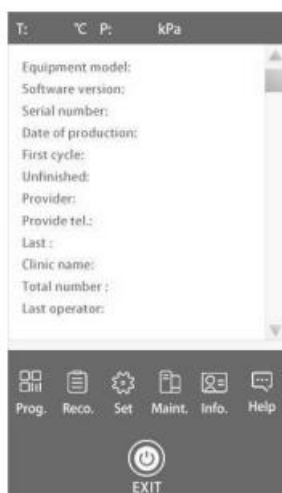 T: ℃ P: kPa
Equipment model:
Software version:
Serial number:
Date of production:
First cycle:
Unfinished:
Provider:
Provide tel.:
Last :
Clinic name:
Total number :
Last operator:
Prog. Reco. Set Maint. Info. Help
EXIT